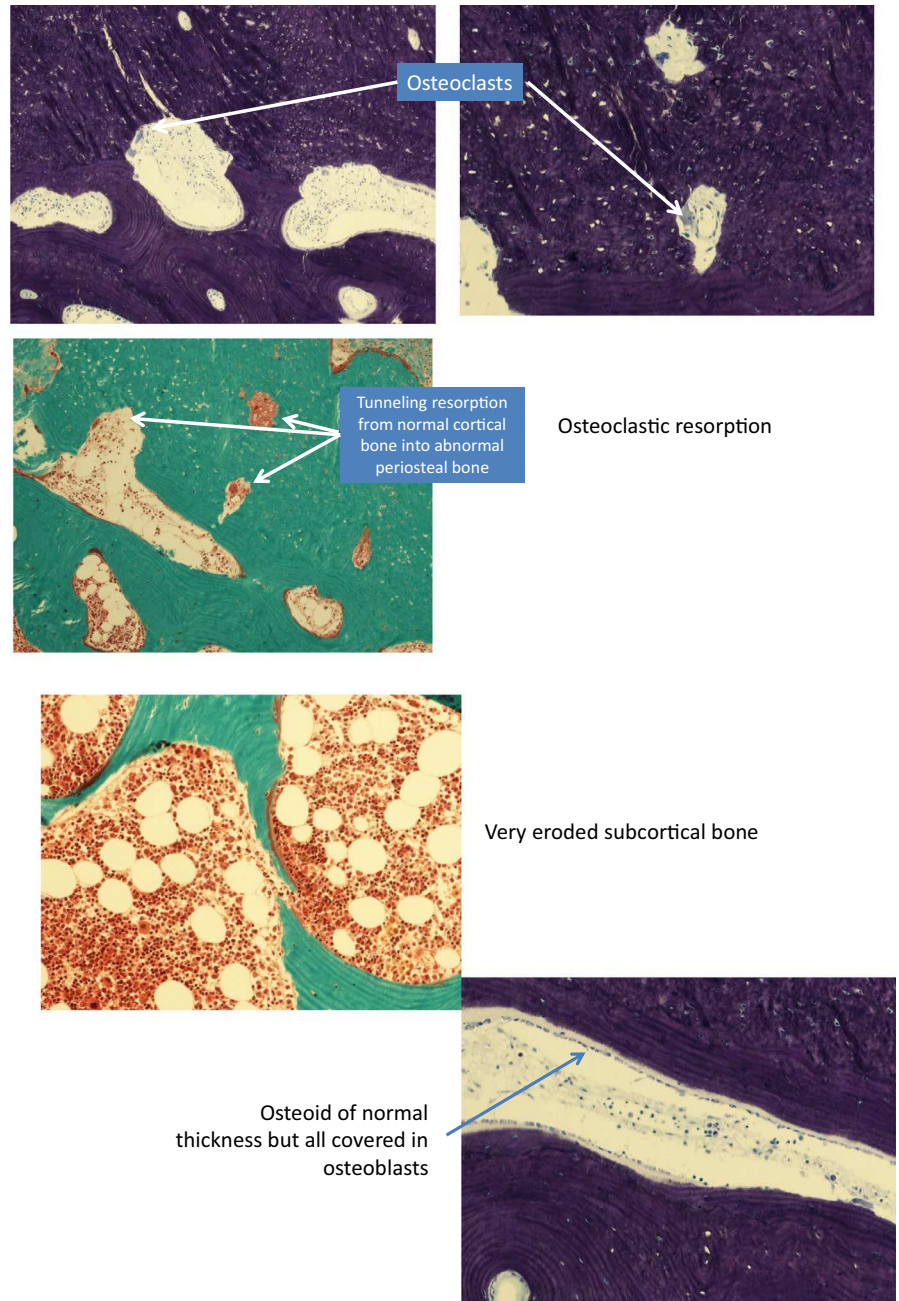 Osteoclasts
Tunneling resorption
from normal cortical
bone into abnormal
periosteal bone
Osteoclastic resorption
Very eroded subcortical bone
Osteoid of normal
thickness but all covered in
osteoblasts